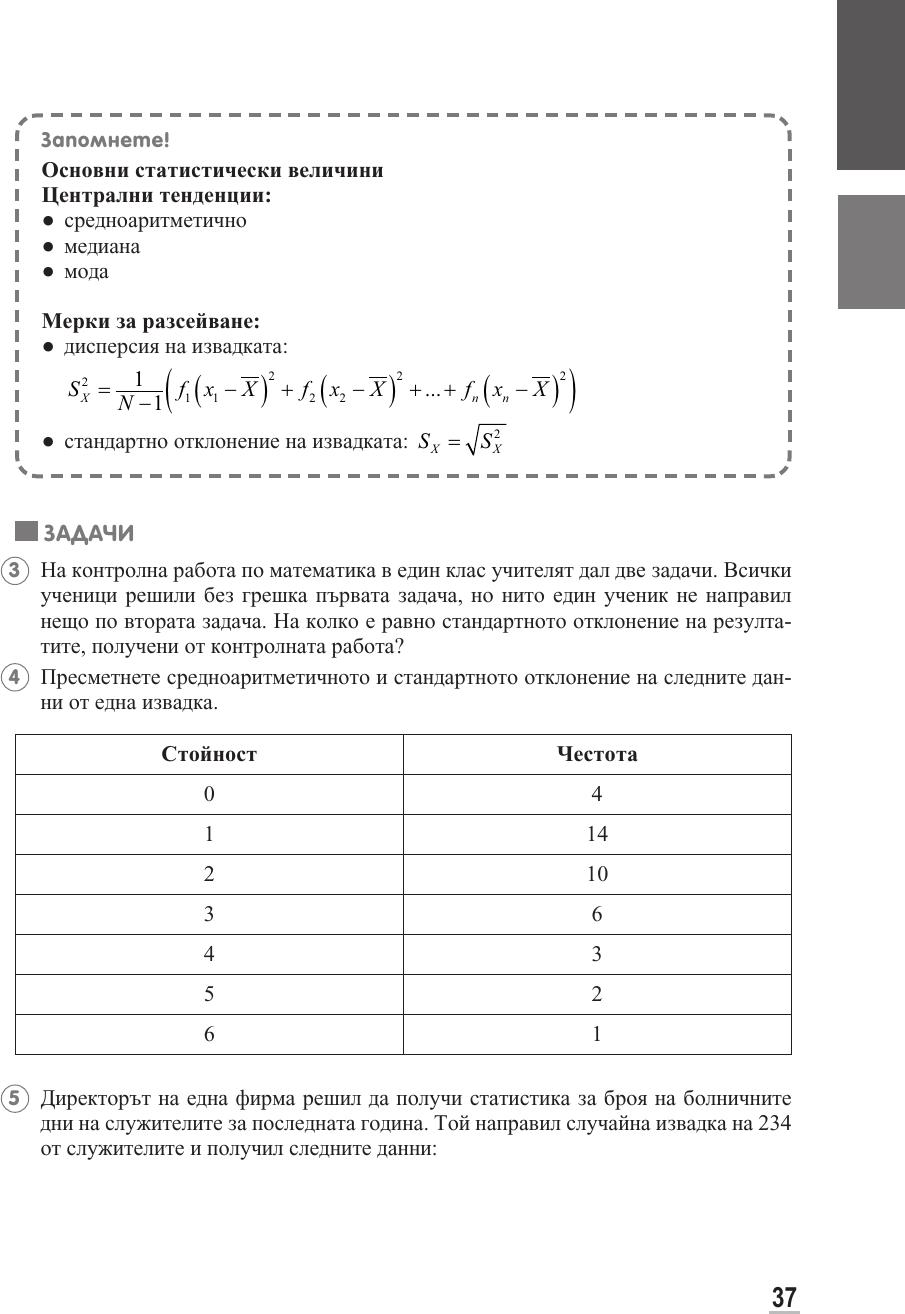 Запомнете!
Основни статистически величини
Централни тенденции:
● средноаритметично
● медиана
● мода
Мерки за разсейване:
● дисперсия на извадката:
S_X^2 = \frac{1}{N-1}\left(f_1\left(x_1-\overline{X}\right)^2+f_2\left(x_2-\overline{X}\right)^2+...+f_n\left(x_n-\overline{X}\right)^2\right)
● стандартно отклонение на извадката: S_X = \sqrt{S_X^2}
ЗАДАЧИ
3 На контролна работа по математика в един клас учителят дал две задачи. Всички
ученици решили без грешка първата задача, но нито един ученик не направил
нещо по втората задача. На колко е равно стандартното отклонение на резулта-
тите, получени от контролната работа?
4 Пресметнете средноаритметичното и стандартното отклонение на следните дан-
ни от една извадка.
Стойност Честота
0 4
1 14
2 10
3 6
4 3
5 2
6 1
5 Директорът на една фирма решил да получи статистика за броя на болничните
дни на служителите за последната година. Той направил случайна извадка на 234
от служителите и получил следните данни:
37